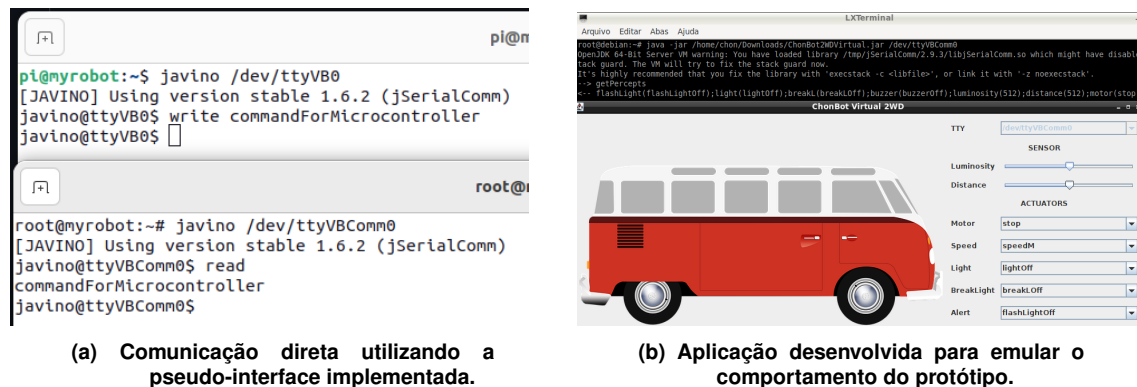 pi@m
pi@myrobot:~$ javino /dev/ttyVB0
[JAVINO] Using version stable 1.6.2 (jSerialComm)
javino@ttyVB0$ write commandForMicrocontroller
javino@ttyVB0$
root@
root@myrobot:~# javino /dev/ttyVBComm0
[JAVINO] Using version stable 1.6.2 (jSerialComm)
javino@ttyVBComm0$ read
commandForMicrocontroller
javino@ttyVBComm0$
(a) Comunicação direta utilizando a
pseudo-interface implementada.
LXTerminal
Arquivo Editar Abas Ajuda
root@debian:~# java -jar /home/chon/Downloads/ChonBot2WDVirtual.jar /dev/ttyVBComm0
OpenJDK 64-Bit Server VM warning: You have loaded library /tmp/jSerialComm/2.9.3/libjSerialComm.so which might have disable
tack guard. The VM will try to fix the stack guard now.
It's highly recommended that you fix the library with 'execstack -c <libfile>', or link it with '-z noexecstack'.
--> getPercepts
<-- flashLight(flashLightOff);light(lightOff);breakL(breakLOff);buzzer(buzzerOff);luminosity(512);distance(512);motor(stop
ChonBot Virtual 2WD
TTY /dev/ttyVBComm0
SENSOR
Luminosity
Distance
ACTUATORS
Motor stop
Speed speedM
Light lightOff
BreakLight breakLOff
Alert flashLightOff
(b) Aplicação desenvolvida para emular o
comportamento do protótipo.